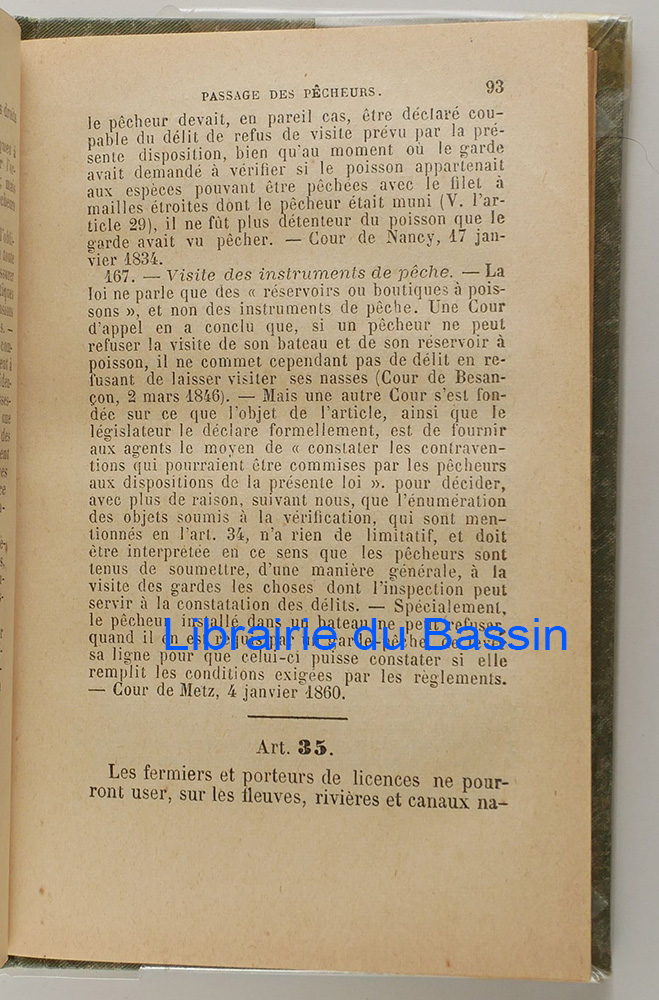 PASSAGE DES PÊCHEURS. 93
le pêcheur devait, en pareil cas, être déclaré cou-
pable du délit de refus de visite prévu par la pré-
sente disposition, bien qu'au moment où le garde
avait demandé à vérifier si le poisson appartenait
aux espèces pouvant être pêchées avec le filet à
mailles étroites dont le pêcheur était muni (V. l'ar-
ticle 29), il ne fût plus détenteur du poisson que le
garde avait vu pêcher. — Cour de Nancy, 17 jan-
vier 1834.
167. — Visite des instruments de pêche. — La
loi ne parle que des « réservoirs ou boutiques à pois-
sons », et non des instruments de pêche. Une Cour
d'appel en a conclu que, si un pêcheur ne peut
refuser la visite de son bateau et de son réservoir à
poisson, il ne commet cependant pas de délit en re-
fusant de laisser visiter ses nasses (Cour de Besan-
çon, 2 mars 1846). — Mais une autre Cour s'est fon-
dée sur ce que l'objet de l'article, ainsi que le
législateur le déclare formellement, est de fournir
aux agents le moyen de « constater les contraven-
tions qui pourraient être commises par les pêcheurs
aux dispositions de la présente loi ». pour décider,
avec plus de raison, suivant nous, que l'énumération
des objets soumis à la vérification, qui sont men-
tionnés en l'art. 34, n'a rien de limitatif, et doit
être interprétée en ce sens que les pêcheurs sont
tenus de soumettre, d'une manière générale, à la
visite des gardes les choses dont l'inspection peut
servir à la constatation des délits. — Spécialement,
le pêcheur installé dans un bateau ne peut refuser,
quand il en est requis par un garde-pêche, de lever
sa ligne pour que celui-ci puisse constater si elle
remplit les conditions exigées par les règlements.
— Cour de Metz, 4 janvier 1860.
Librairie du Bassin
Art. 35.
Les fermiers et porteurs de licences ne pour-
ront user, sur les fleuves, rivières et canaux na-